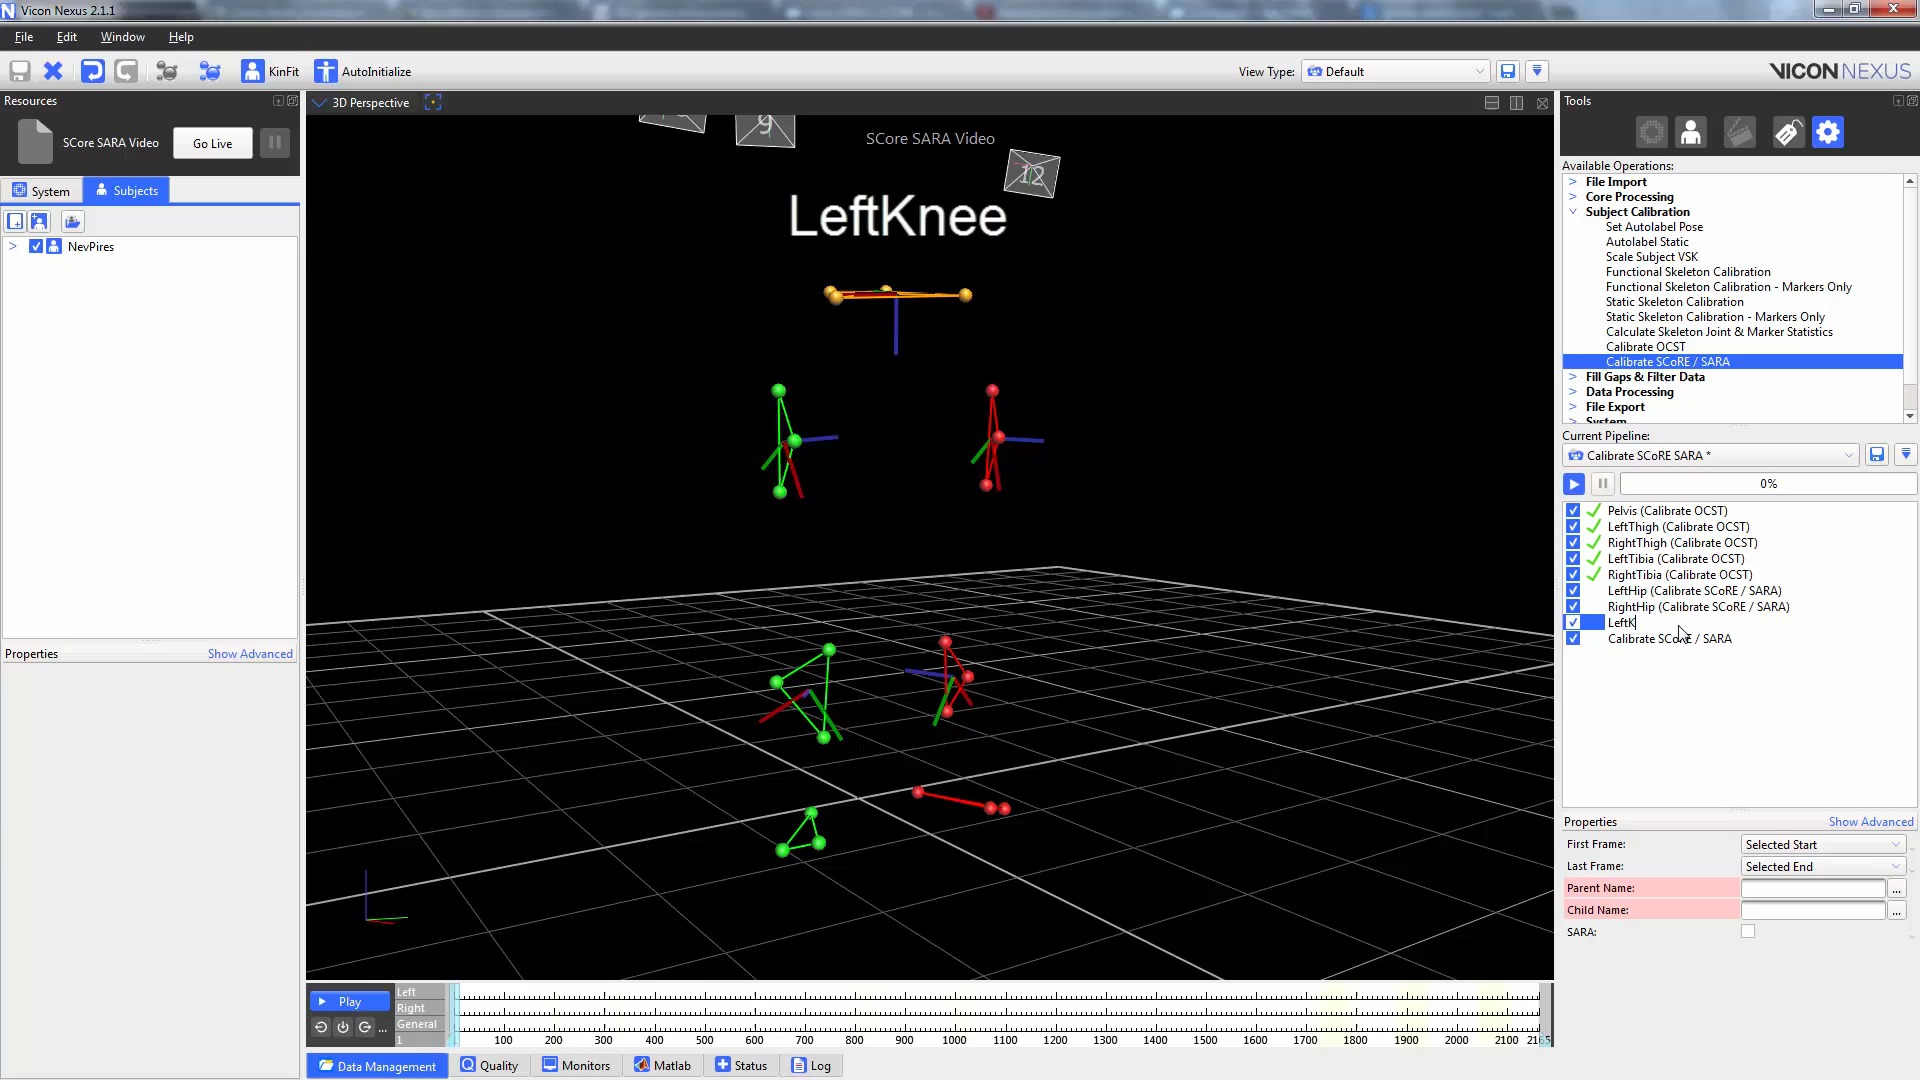 Vicon Nexus 2.1.1
File Edit Window Help
KinFit AutoInitialize View Type: Default VICON NEXUS
Resources
SCore SARA Video Go Live
System Subjects
NevPires
Properties Show Advanced
3D Perspective
SCore SARA Video
9
12
LeftKnee
Play
Left
Right
General
1 100 200 300 400 500 600 700 800 900 1000 1100 1200 1300 1400 1500 1600 1700 1800 1900 2000 2100 2165
Data Management Quality Monitors Matlab Status Log
Tools
Available Operations:
File Import
Core Processing
Subject Calibration
Set Autolabel Pose
Autolabel Static
Scale Subject VSK
Functional Skeleton Calibration
Functional Skeleton Calibration - Markers Only
Static Skeleton Calibration
Static Skeleton Calibration - Markers Only
Calculate Skeleton Joint & Marker Statistics
Calibrate OCST
Calibrate SCoRE / SARA
Fill Gaps & Filter Data
Data Processing
File Export
System
Current Pipeline:
Calibrate SCoRE SARA *
0%
Pelvis (Calibrate OCST)
LeftThigh (Calibrate OCST)
RightThigh (Calibrate OCST)
LeftTibia (Calibrate OCST)
RightTibia (Calibrate OCST)
LeftHip (Calibrate SCoRE / SARA)
RightHip (Calibrate SCoRE / SARA)
LeftK
Calibrate SCoRE / SARA
Properties Show Advanced
First Frame: Selected Start
Last Frame: Selected End
Parent Name: ...
Child Name: ...
SARA: